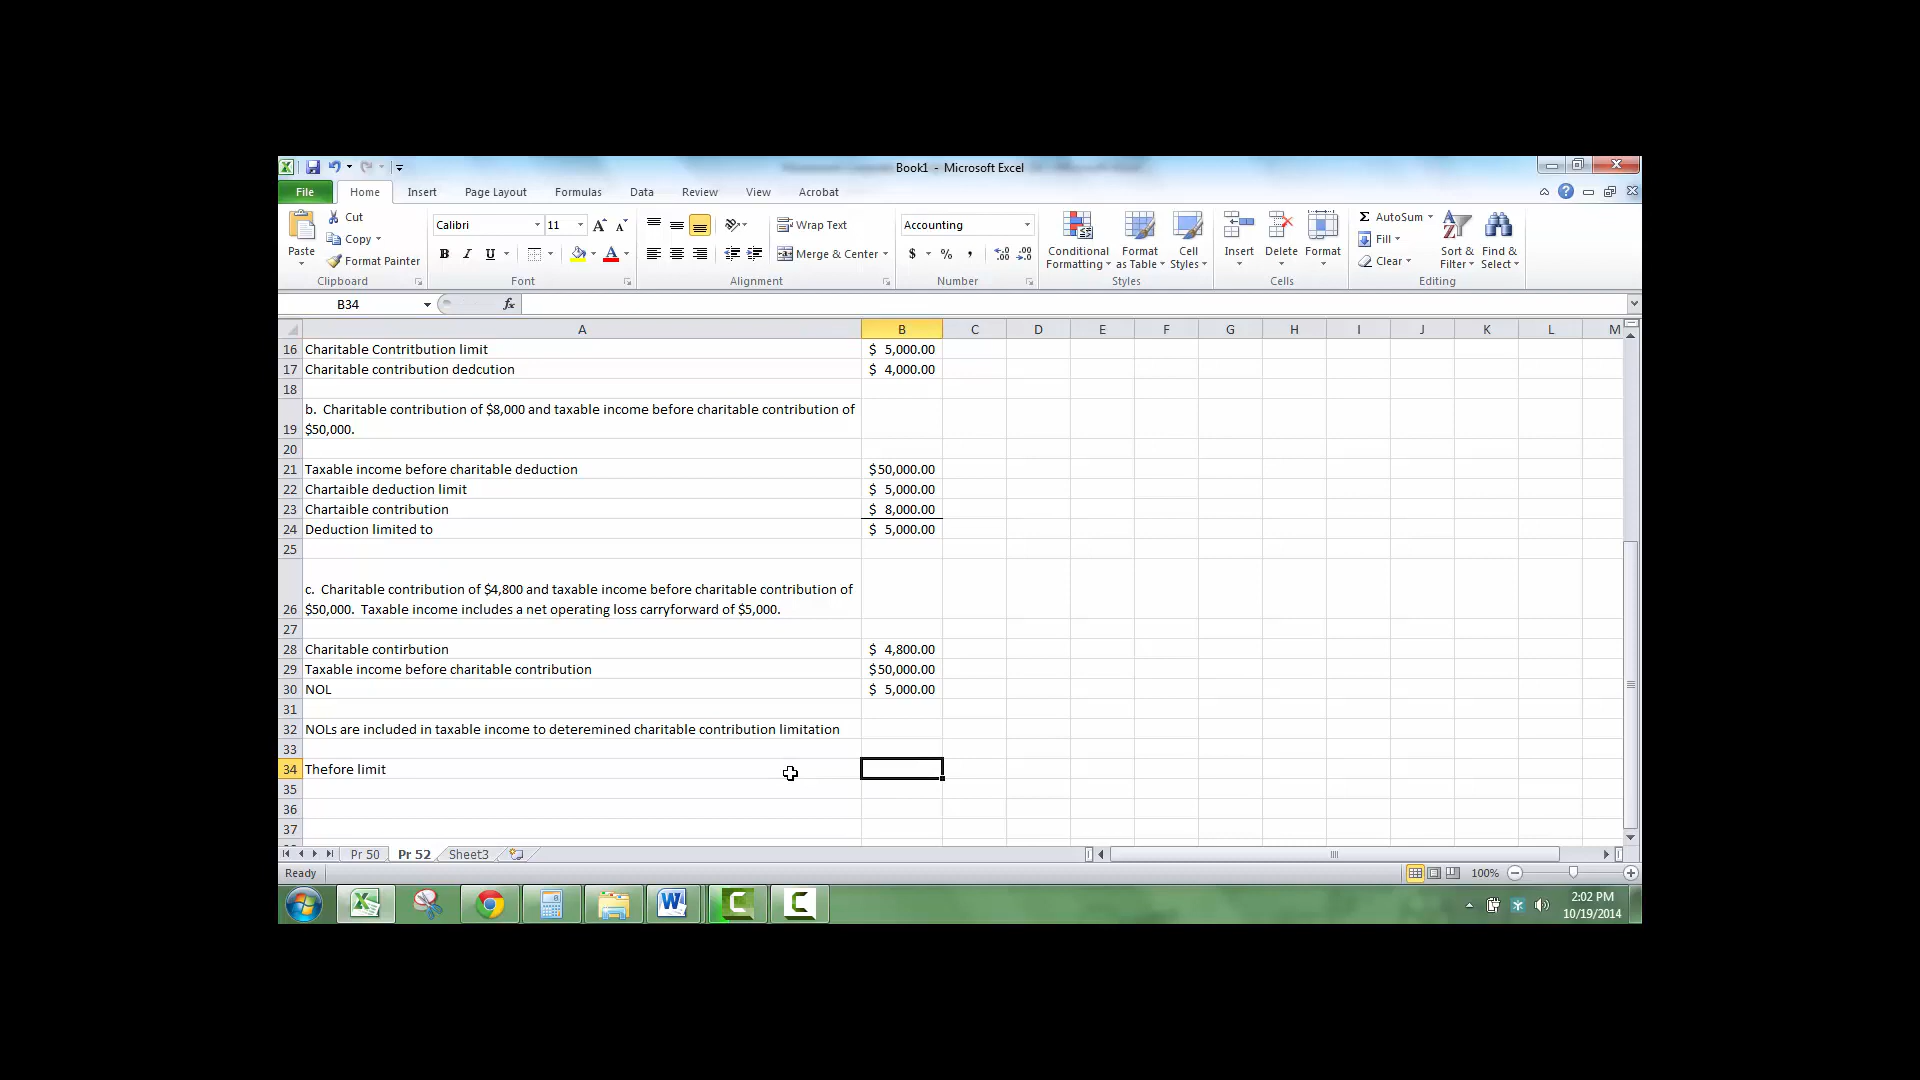 Book1 - Microsoft Excel
File Home Insert Page Layout Formulas Data Review View Acrobat
Paste
Cut
Copy
Format Painter
Clipboard
Calibri 11
B I U
Font
Wrap Text
Merge & Center
Alignment
Accounting
$ % ,
Number
Conditional Formatting
Format as Table
Cell Styles
Styles
Insert Delete Format
Cells
AutoSum
Fill
Clear
Sort & Filter
Find & Select
Editing
B34 fx
A B C D E F G H I J K L M
16 Charitable Contritbution limit $ 5,000.00
17 Charitable contribution dedcution $ 4,000.00
18
b. Charitable contribution of $8,000 and taxable income before charitable contribution of
19 $50,000.
20
21 Taxable income before charitable deduction $50,000.00
22 Chartaible deduction limit $ 5,000.00
23 Chartaible contribution $ 8,000.00
24 Deduction limited to $ 5,000.00
25
c. Charitable contribution of $4,800 and taxable income before charitable contribution of
26 $50,000. Taxable income includes a net operating loss carryforward of $5,000.
27
28 Charitable contirbution $ 4,800.00
29 Taxable income before charitable contribution $50,000.00
30 NOL $ 5,000.00
31
32 NOLs are included in taxable income to deteremined charitable contribution limitation
33
34 Thefore limit
35
36
37
Pr 50 Pr 52 Sheet3
Ready 100%
2:02 PM
10/19/2014